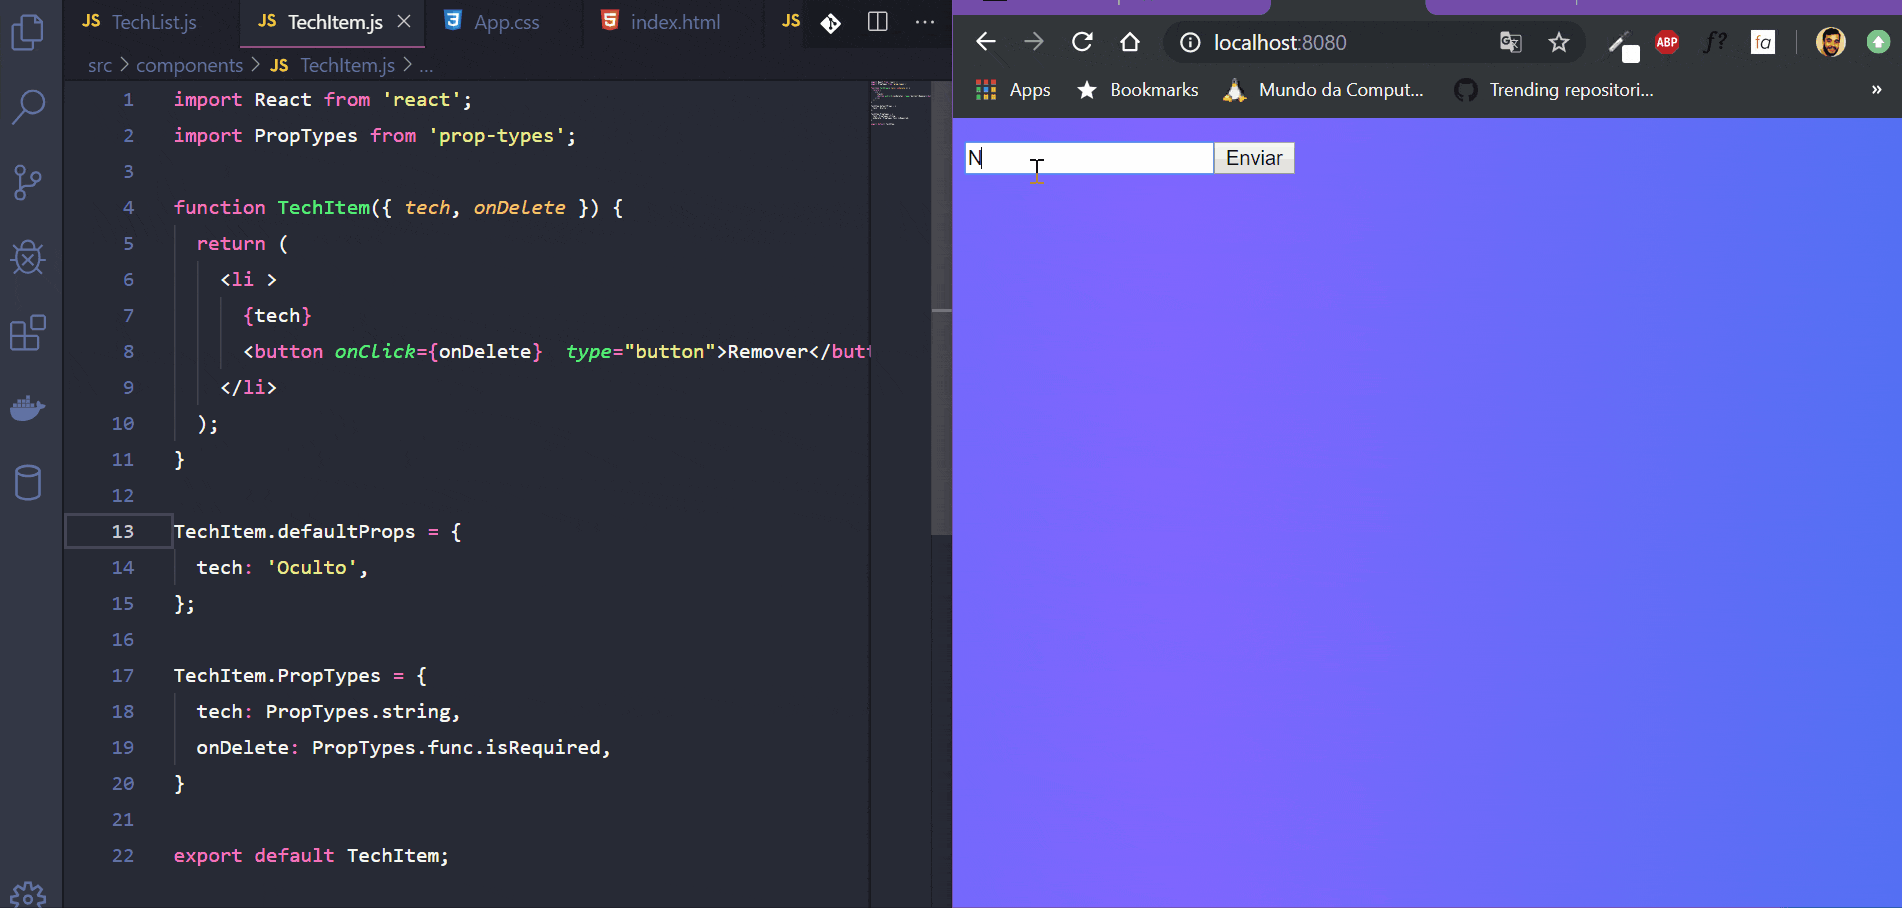 JS TechList.js JS TechItem.js App.css index.html JS
src > components > JS TechItem.js > ...
1 import React from 'react';
2 import PropTypes from 'prop-types';
3
4 function TechItem({ tech, onDelete }) {
5 return (
6 <li >
7 {tech}
8 <button onClick={onDelete}  type="button">Remover</butt
9 </li>
10 );
11 }
12
13 TechItem.defaultProps = {
14 tech: 'Oculto',
15 };
16
17 TechItem.PropTypes = {
18 tech: PropTypes.string,
19 onDelete: PropTypes.func.isRequired,
20 }
21
22 export default TechItem;
localhost:8080 ABP f? fa
Apps Bookmarks Mundo da Comput... Trending repositori... »
N Enviar